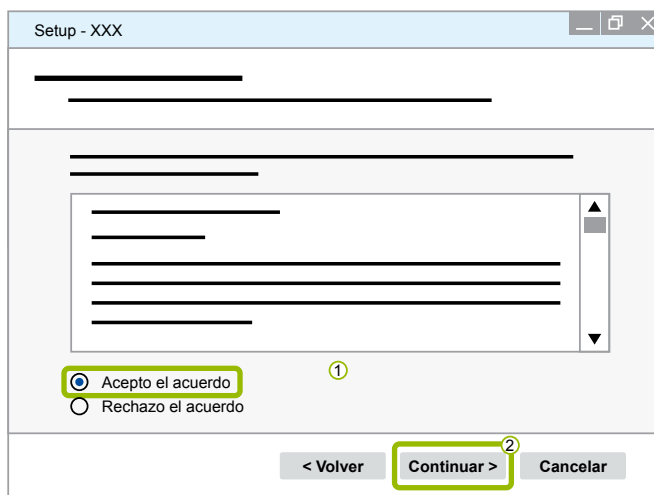 Setup - XXX
1
Acepto el acuerdo
Rechazo el acuerdo
2
< Volver Continuar > Cancelar